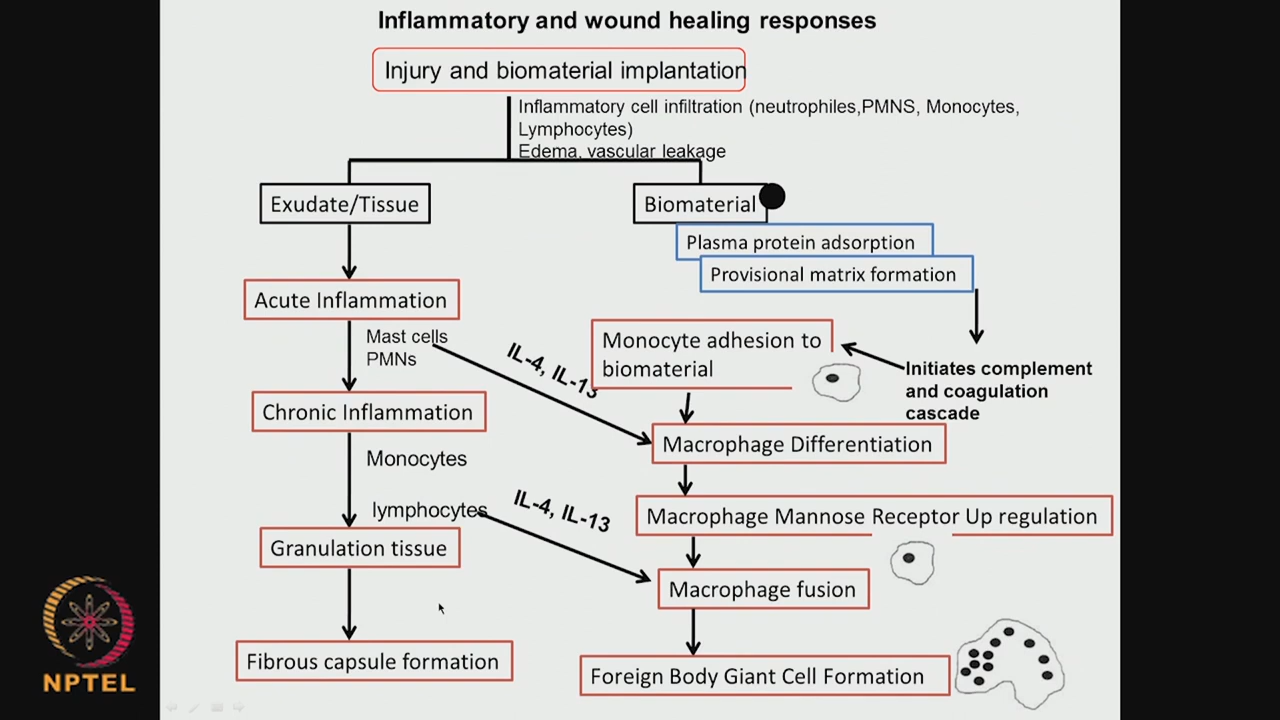 Inflammatory and wound healing responses
Injury and biomaterial implantation
Inflammatory cell infiltration (neutrophiles,PMNS, Monocytes,
Lymphocytes)
Edema, vascular leakage
Exudate/Tissue
Biomaterial
Plasma protein adsorption
Provisional matrix formation
Acute Inflammation
Mast cells
PMNs
IL-4, IL-13
Monocyte adhesion to
biomaterial
Initiates complement
and coagulation
cascade
Chronic Inflammation
Macrophage Differentiation
Monocytes
lymphocytes
IL-4, IL-13
Macrophage Mannose Receptor Up regulation
Granulation tissue
Macrophage fusion
Fibrous capsule formation
Foreign Body Giant Cell Formation
NPTEL